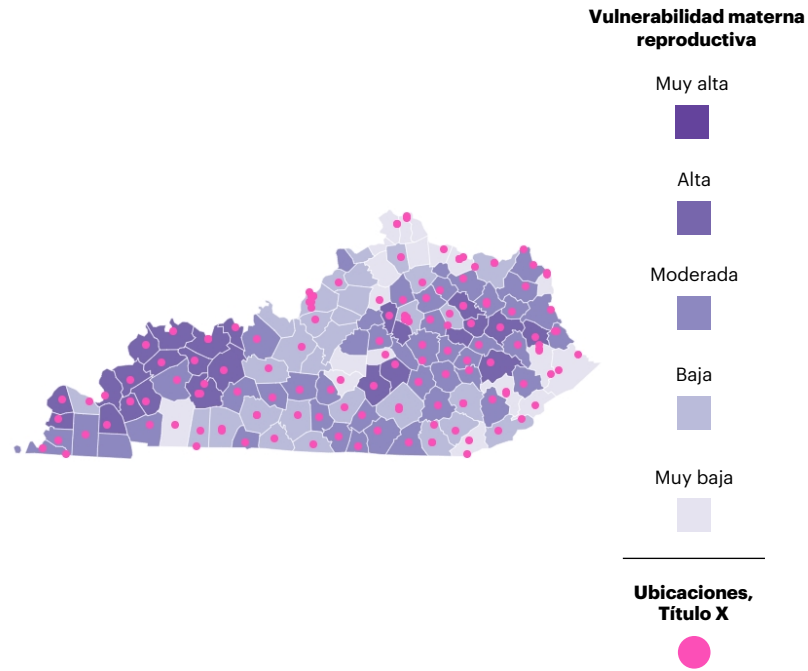 Vulnerabilidad materna
reproductiva
Muy alta
Alta
Moderada
Baja
Muy baja
Ubicaciones,
Título X